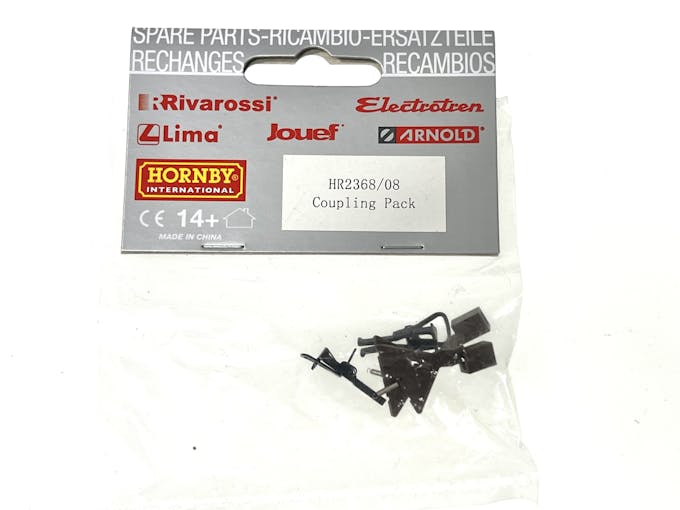 SPARE PARTS-RICAMBIO-ERSATZTEILE
RECHANGES RECAMBIOS
Rivarossi Electrotren
Lima Jouef ARNOLD
HORNBY
INTERNATIONAL
HR2368/08
Coupling Pack
CE 14+
MADE IN CHINA